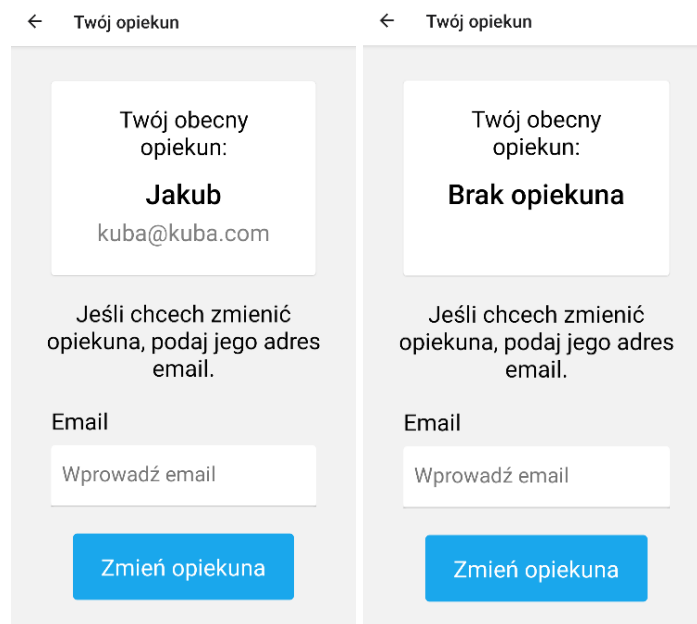 Twój opiekun
Twój obecny
opiekun:
Jakub
kuba@kuba.com
Jeśli chcech zmienić
opiekuna, podaj jego adres
email.
Email
Wprowadź email
Zmień opiekuna
Twój opiekun
Twój obecny
opiekun:
Brak opiekuna
Jeśli chcech zmienić
opiekuna, podaj jego adres
email.
Email
Wprowadź email
Zmień opiekuna